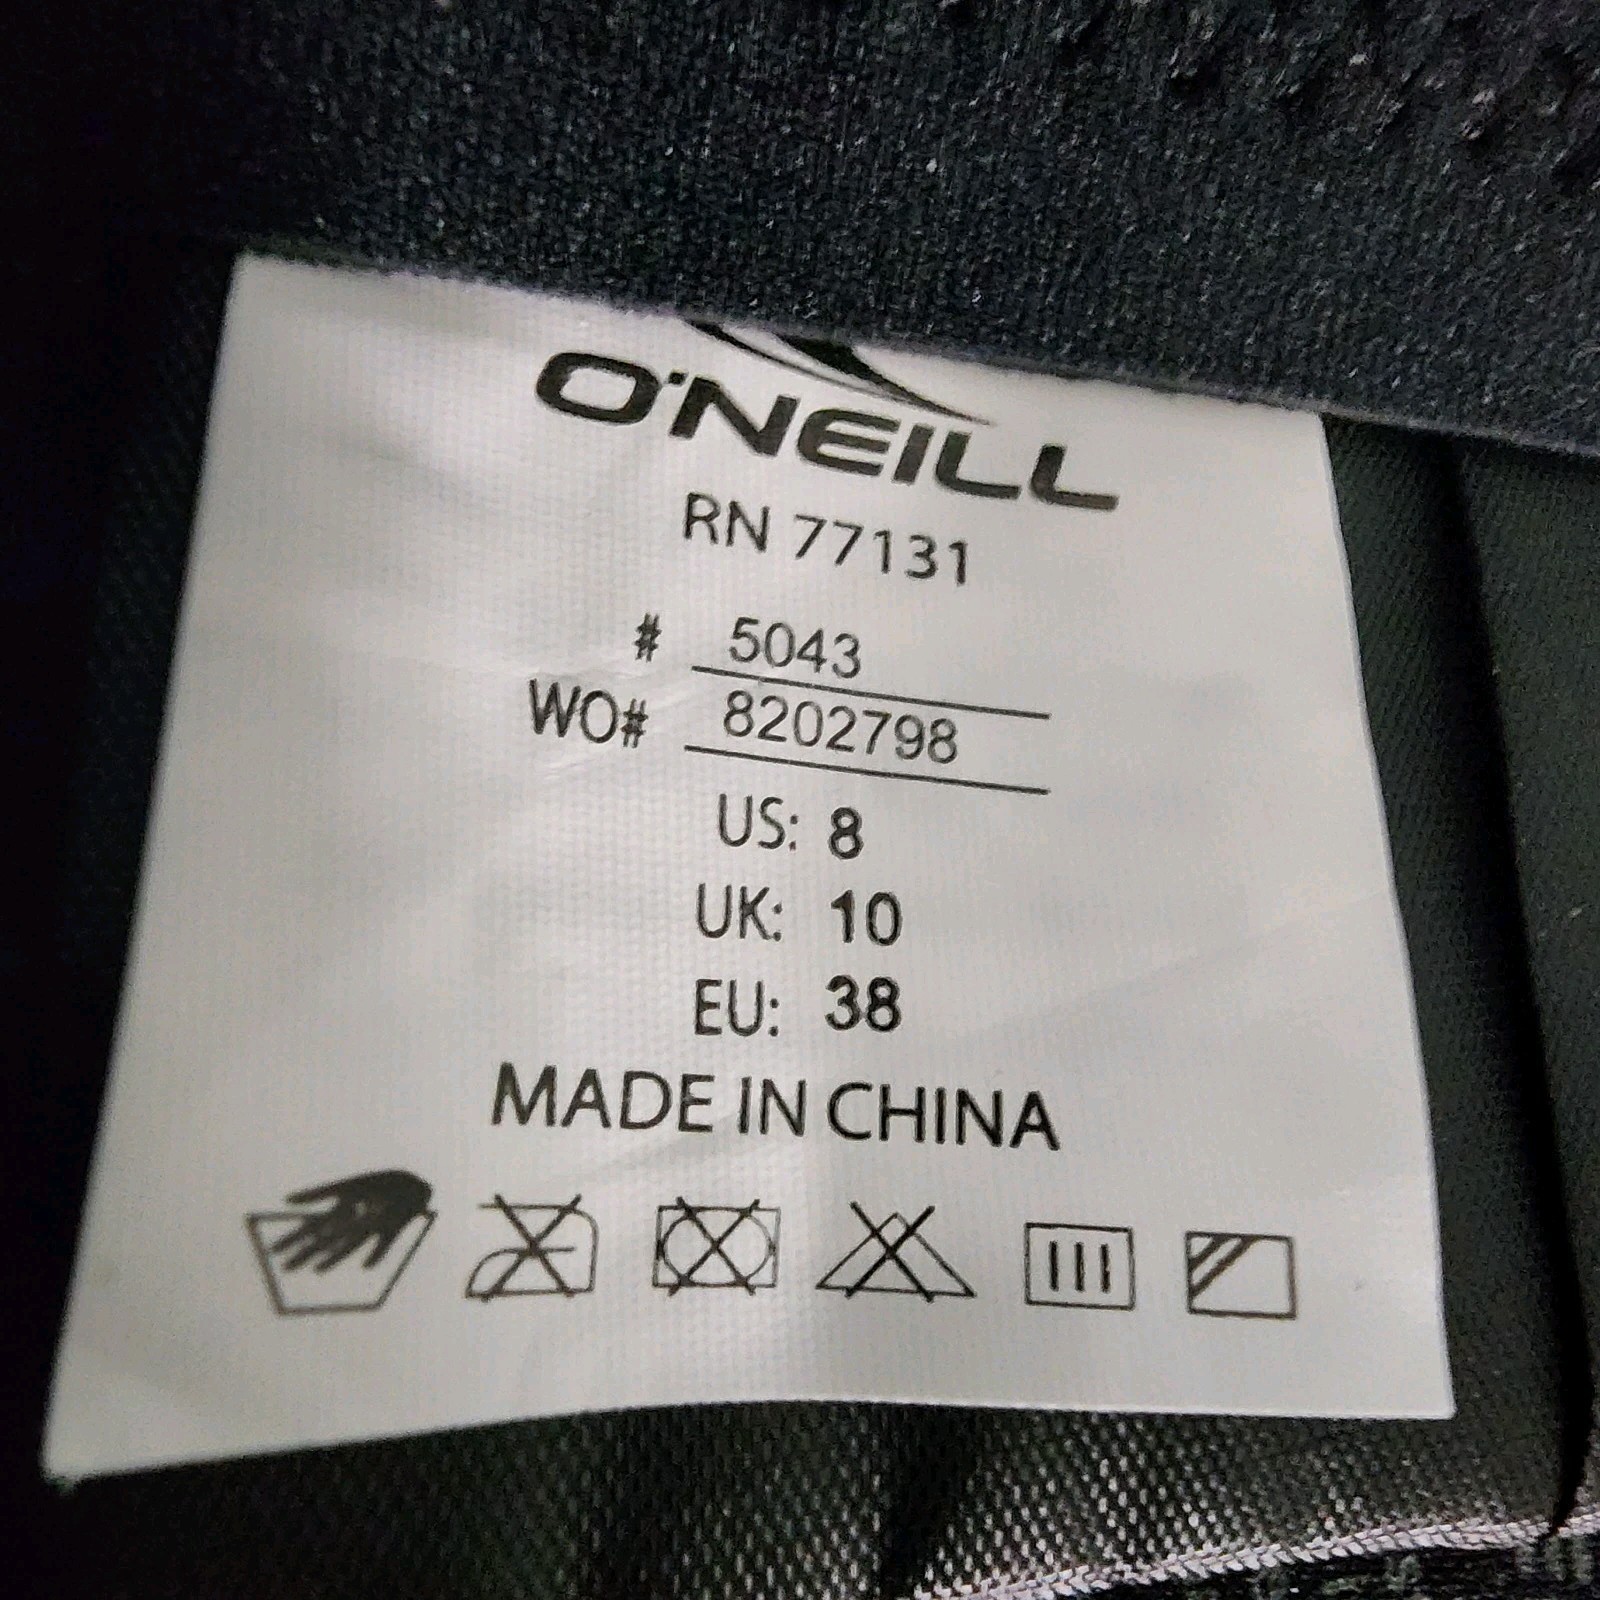 O'NEILL
RN 77131
# 5043
WO# 8202798
US: 8
UK: 10
EU: 38
MADE IN CHINA